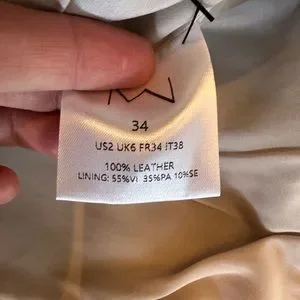 34
US2 UK6 FR34 IT38
100% LEATHER
LINING: 55%VI 35%PA 10%SE